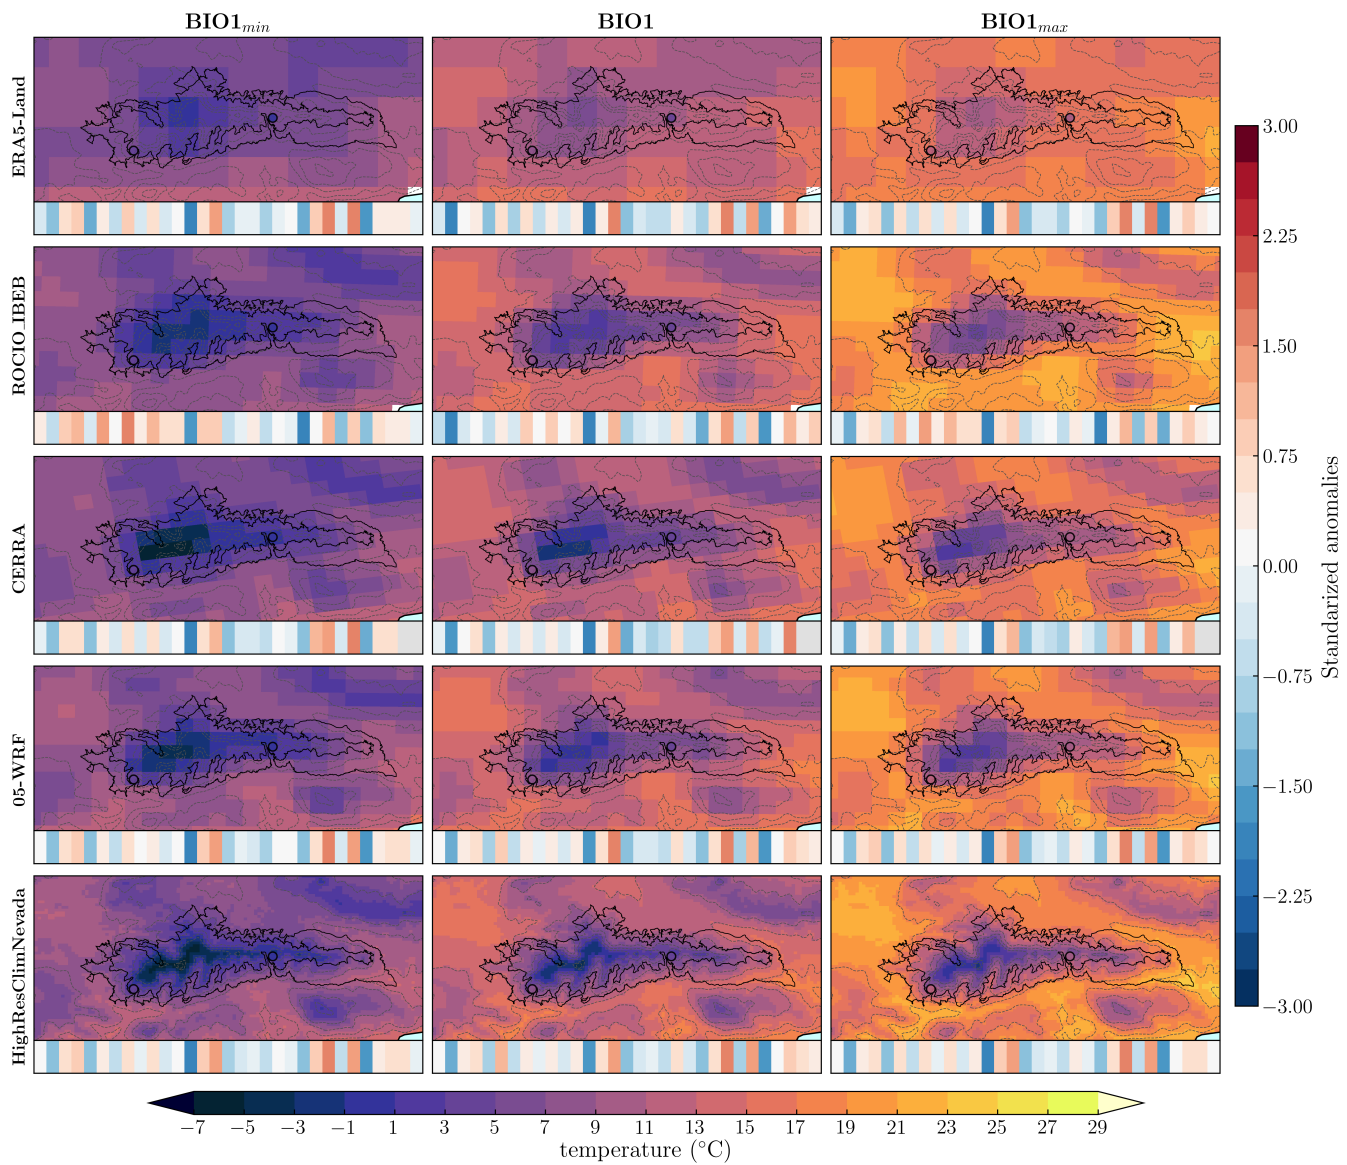 BIO1min BIO1 BIO1max
ERA5-Land
ROCIO IBEB
CERRA
05-WRF
HighResClimNevada
3.00
2.25
1.50
0.75
0.00
−0.75
−1.50
−2.25
−3.00
Standarized anomalies
−7 −5 −3 −1 1 3 5 7 9 11 13 15 17 19 21 23 25 27 29
temperature (°C)